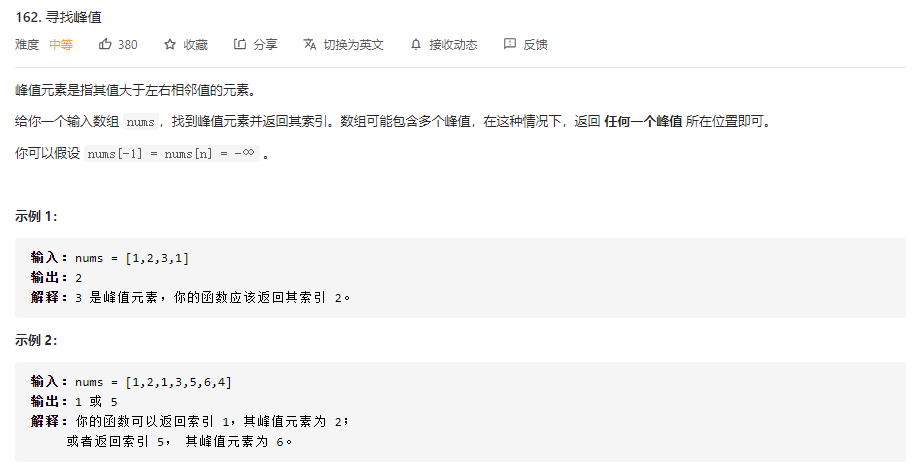 162. 寻找峰值
难度 中等 380 收藏 分享 切换为英文 接收动态 反馈
峰值元素是指其值大于左右相邻值的元素。
给你一个输入数组 nums，找到峰值元素并返回其索引。数组可能包含多个峰值，在这种情况下，返回 任何一个峰值 所在位置即可。
你可以假设 nums[-1] = nums[n] = -∞ 。
示例 1：
输入：nums = [1,2,3,1]
输出：2
解释：3 是峰值元素，你的函数应该返回其索引 2。
示例 2：
输入：nums = [1,2,1,3,5,6,4]
输出：1 或 5
解释：你的函数可以返回索引 1，其峰值元素为 2；
或者返回索引 5， 其峰值元素为 6。